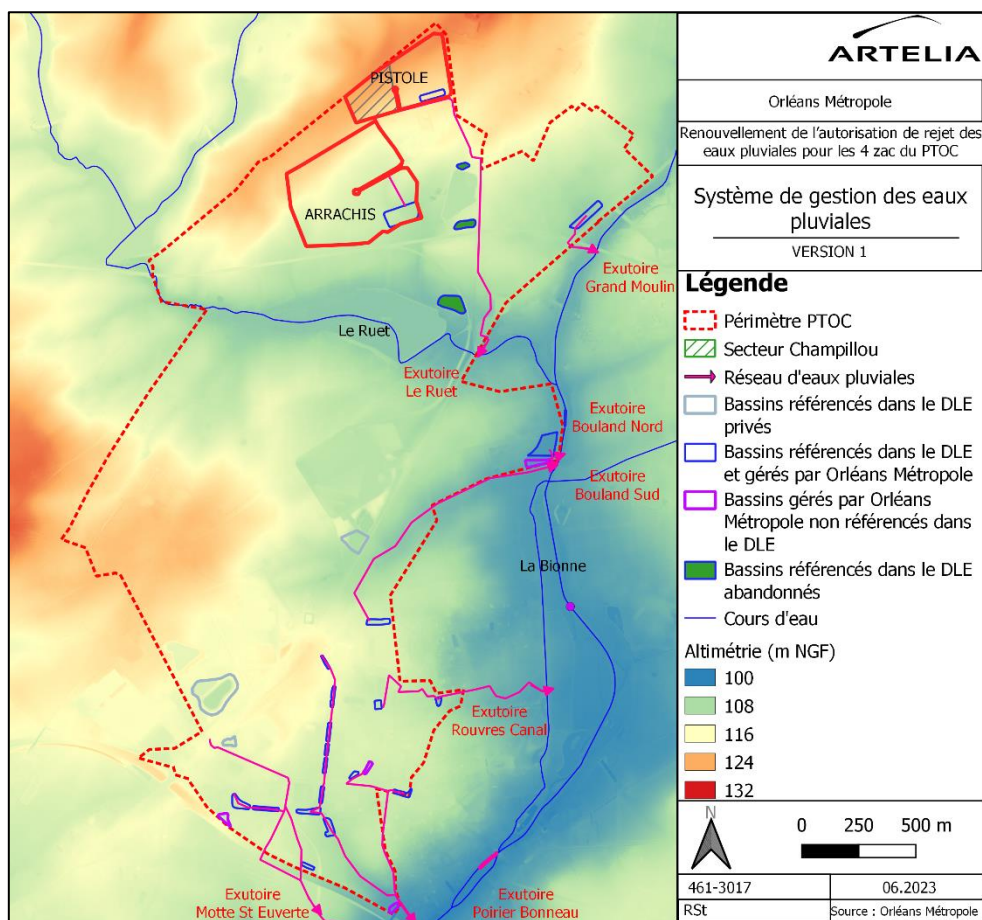 PISTOLE
ARRACHIS
Exutoire
Grand Moulin
Le Ruet
Exutoire
Le Ruet
Exutoire
Bouland Nord
Exutoire
Bouland Sud
La Bionne
Exutoire
Rouvres Canal
Exutoire
Motte St Euverte
Exutoire
Poirier Bonneau
ARTELIA
Orléans Métropole
Renouvellement de l'autorisation de rejet des
eaux pluviales pour les 4 zac du PTOC
Système de gestion des eaux
pluviales
VERSION 1
Légende
Périmètre PTOC
Secteur Champillou
Réseau d'eaux pluviales
Bassins référencés dans le DLE
privés
Bassins référencés dans le DLE
et gérés par Orléans Métropole
Bassins gérés par Orléans
Métropole non référencés dans
le DLE
Bassins référencés dans le DLE
abandonnés
Cours d'eau
Altimétrie (m NGF)
100
108
116
124
132
N
0 250 500 m
461-3017
06.2023
RSt
Source : Orléans Métropole